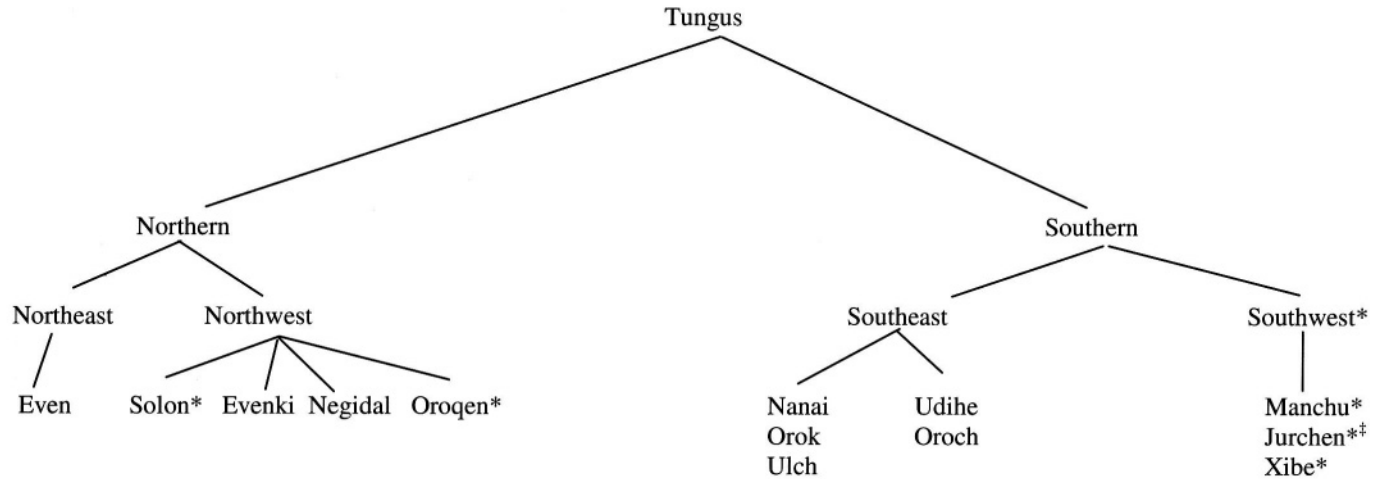 Tungus
Northern Southern
Northeast Northwest Southeast Southwest*
Even Solon* Evenki Negidal Oroqen* Nanai Udihe Manchu*
Orok Oroch Jurchen*‡
Ulch Xibe*